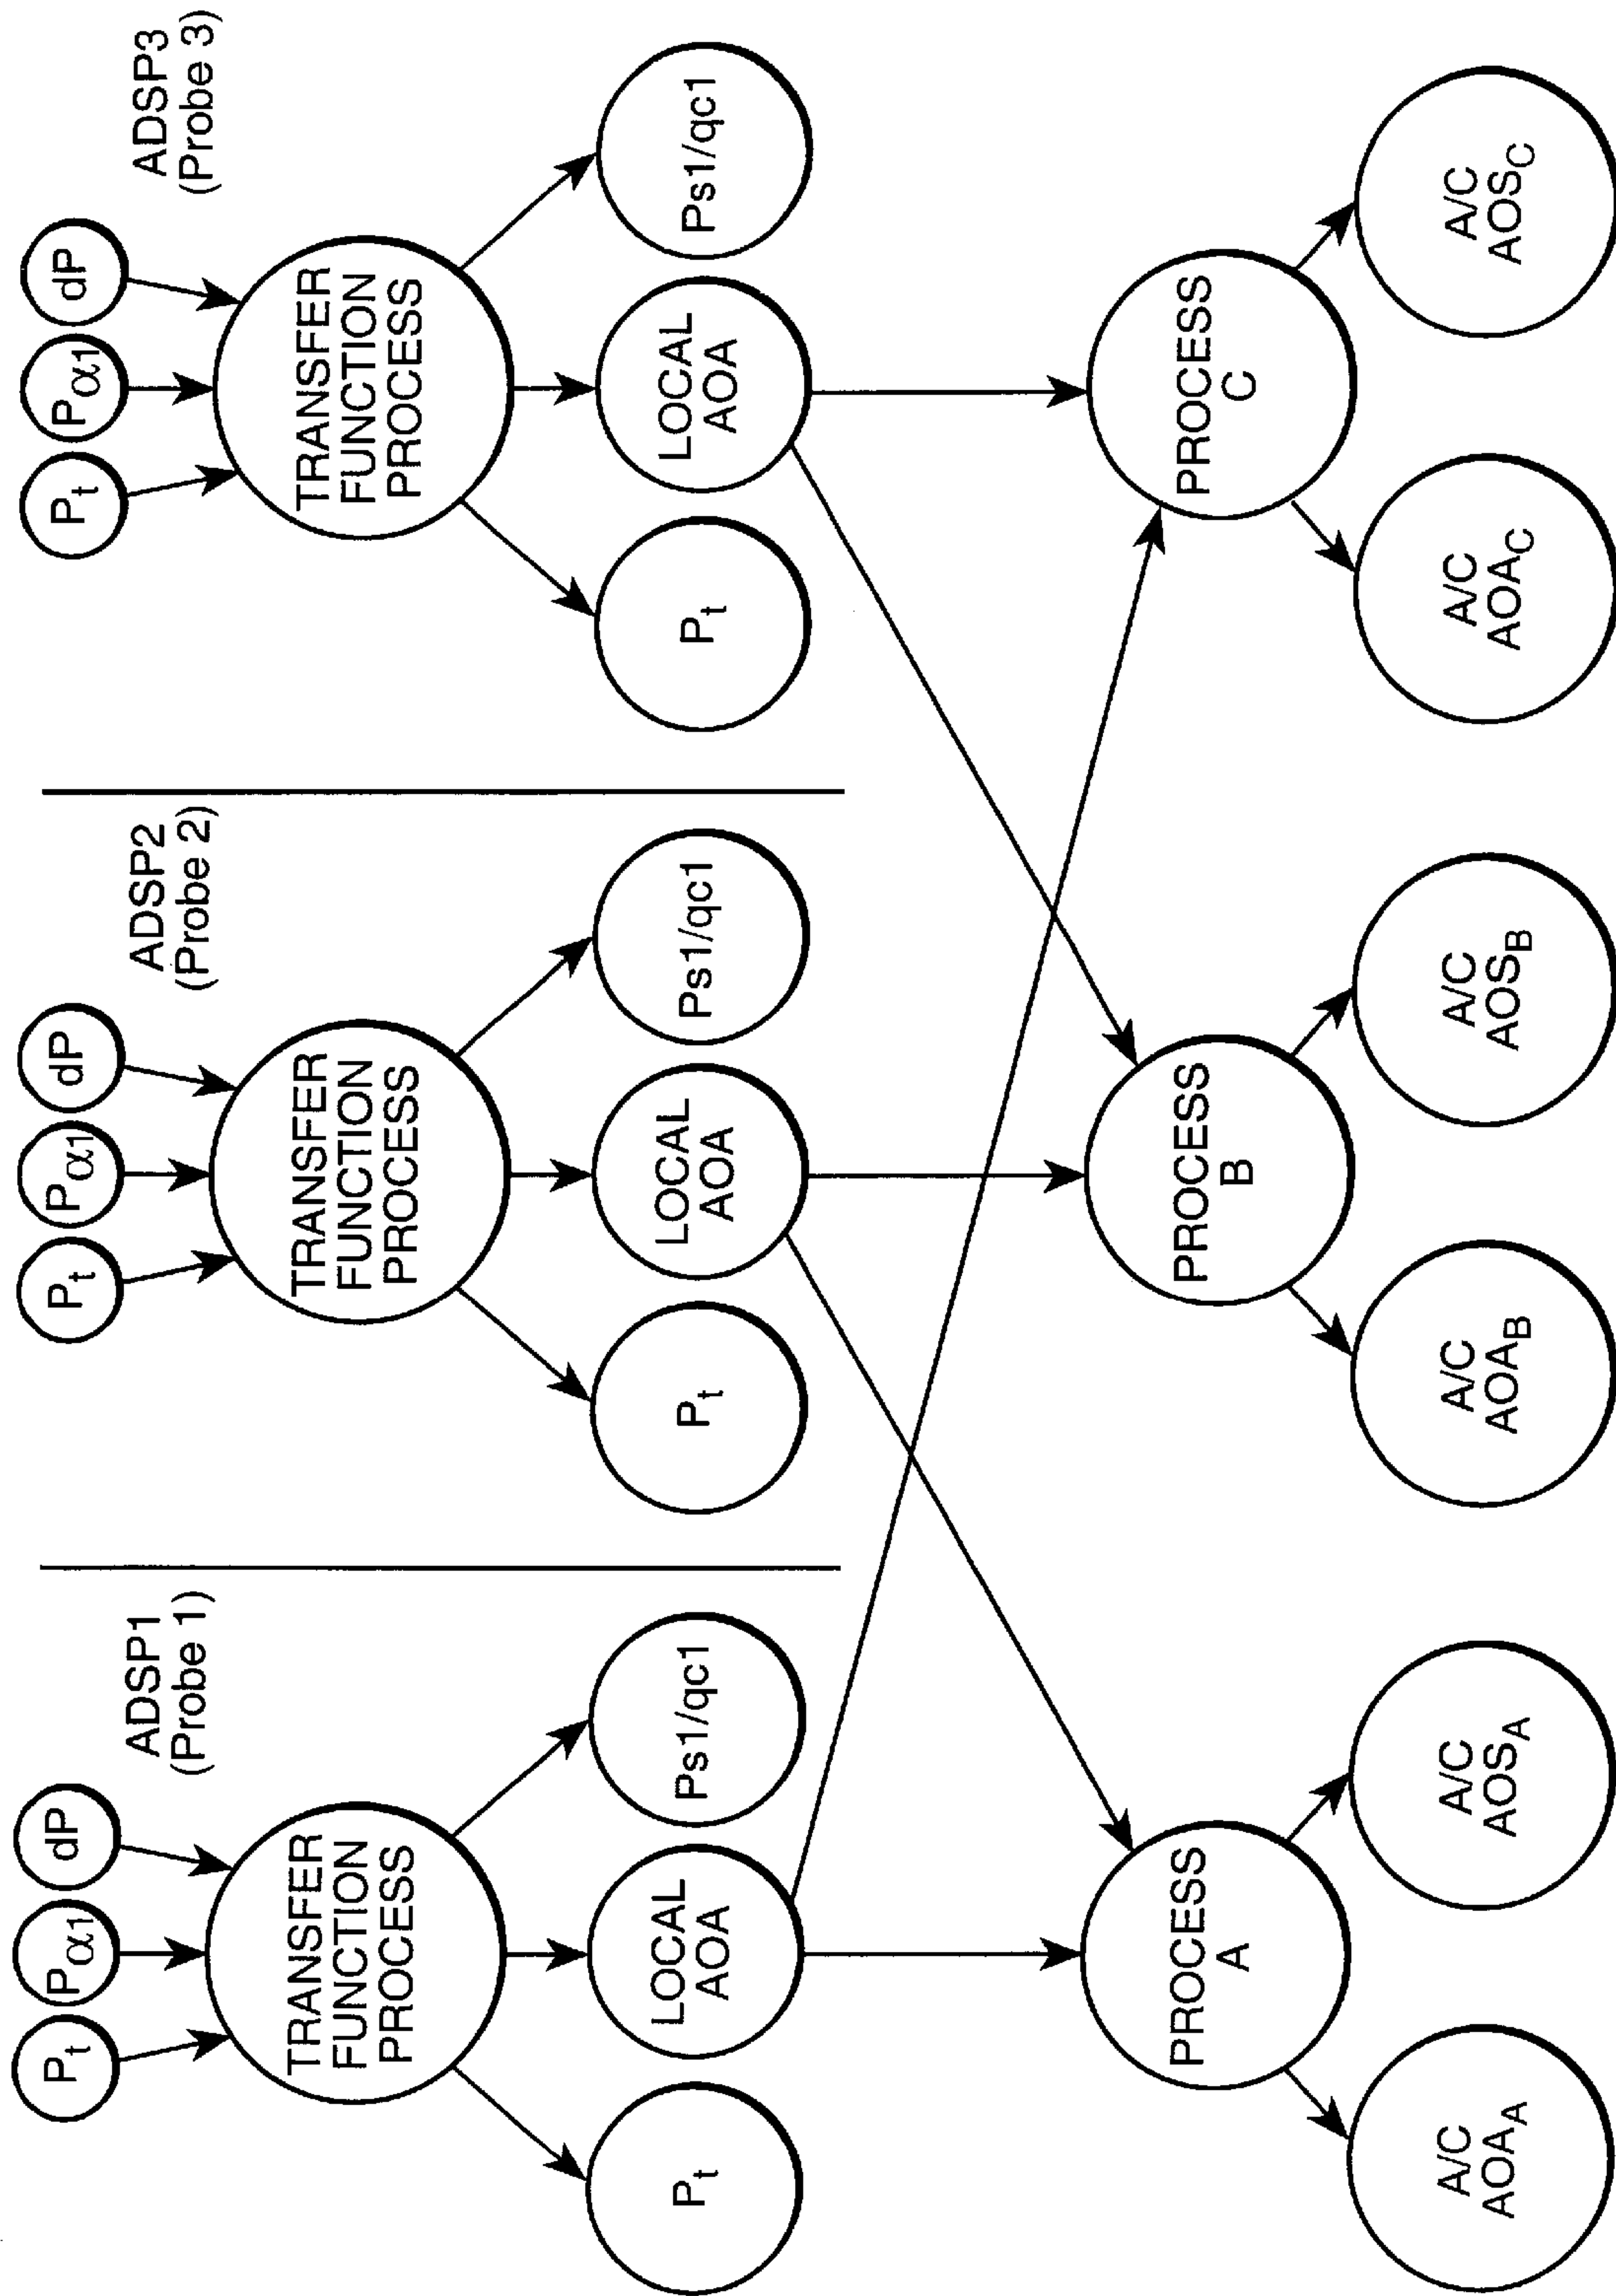 ADSP1
(Probe 1)
Pt
Pα1
dP
TRANSFER
FUNCTION
PROCESS
Pt
LOCAL
AOA
Ps1/qc1
ADSP2
(Probe 2)
Pt
Pα1
dP
TRANSFER
FUNCTION
PROCESS
Pt
LOCAL
AOA
Ps1/qc1
ADSP3
(Probe 3)
Pt
Pα1
dP
TRANSFER
FUNCTION
PROCESS
Pt
LOCAL
AOA
Ps1/qc1
PROCESS
A
A/C
AOAA
A/C
AOSA
PROCESS
B
A/C
AOAB
A/C
AOSB
PROCESS
C
A/C
AOAC
A/C
AOSC